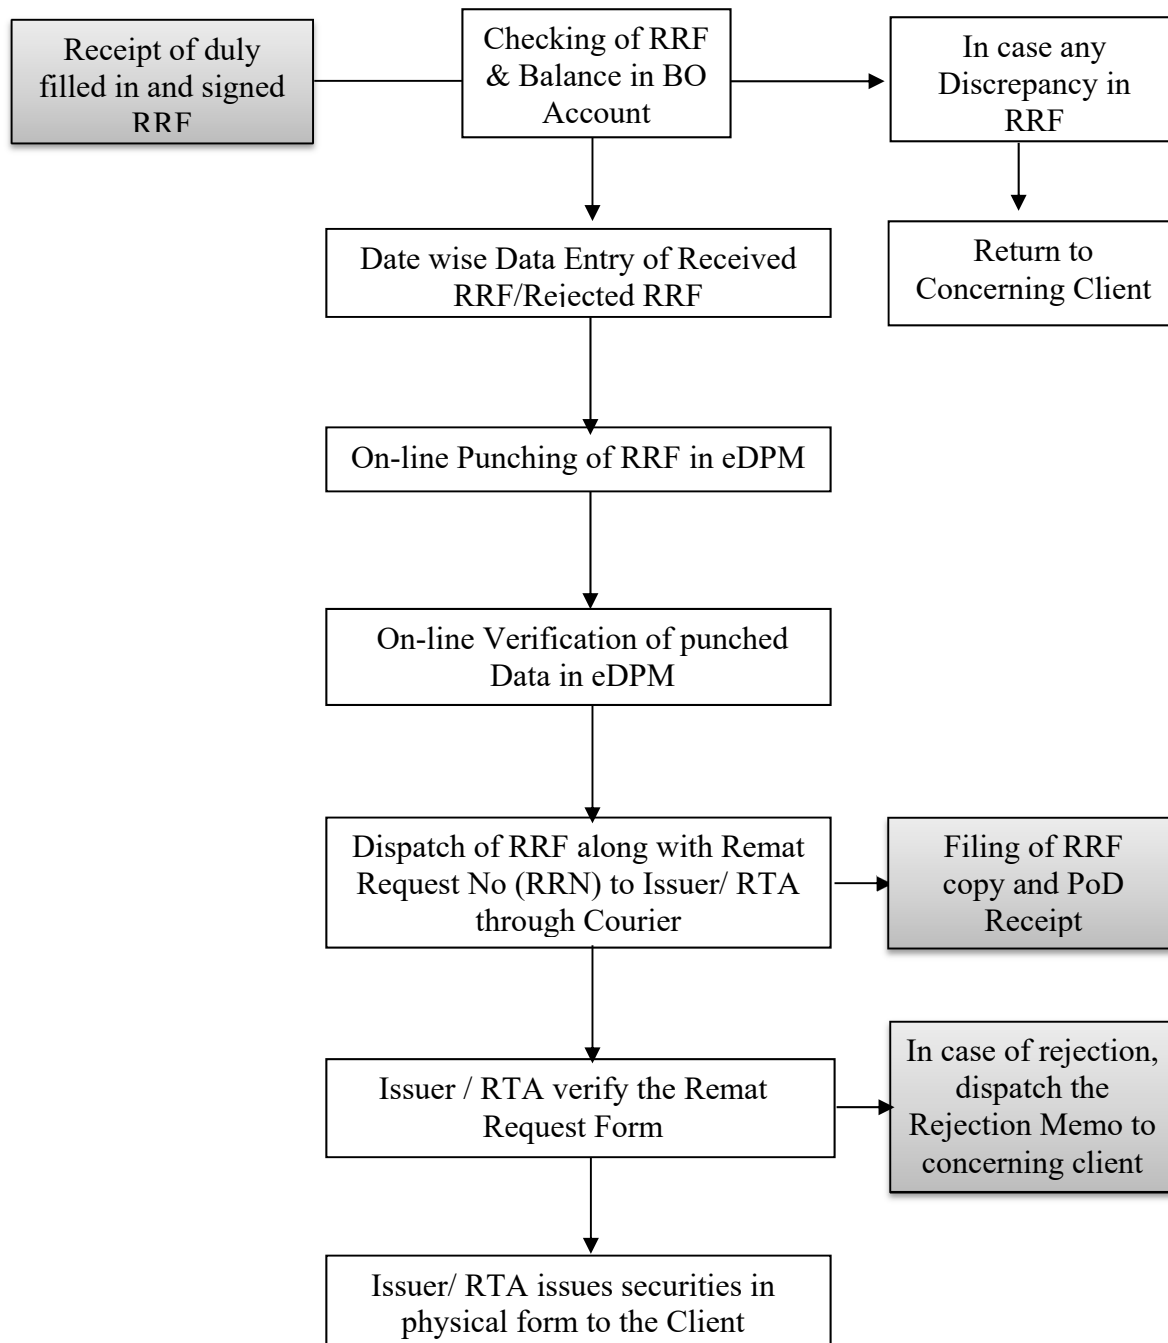 Receipt of duly
filled in and signed
RRF
Checking of RRF
& Balance in BO
Account
In case any
Discrepancy in
RRF
Return to
Concerning Client
Date wise Data Entry of Received
RRF/Rejected RRF
On-line Punching of RRF in eDPM
On-line Verification of punched
Data in eDPM
Dispatch of RRF along with Remat
Request No (RRN) to Issuer/ RTA
through Courier
Filing of RRF
copy and PoD
Receipt
Issuer / RTA verify the Remat
Request Form
In case of rejection,
dispatch the
Rejection Memo to
concerning client
Issuer/ RTA issues securities in
physical form to the Client